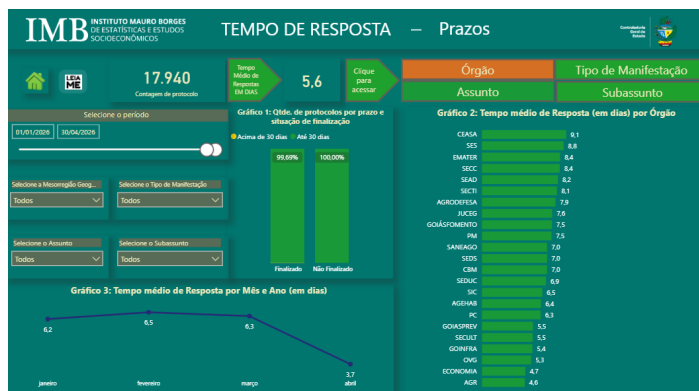 IMB INSTITUTO MAURO BORGES
DE ESTATÍSTICAS E ESTUDOS
SOCIOECONÔMICOS
TEMPO DE RESPOSTA – Prazos
Controladoria
Geral do
Estado
LEIA
ME
17.940
Contagem de protocolo
Tempo
Médio de
Respostas
EM DIAS
5,6
Clique
para
acessar
Órgão
Tipo de Manifestação
Assunto
Subassunto
Selecione o período
01/01/2026
30/04/2026
Selecione a Mesorregião Geog...
Todos
Selecione o Tipo de Manifestação
Todos
Selecione o Assunto
Todos
Selecione o Subassunto
Todos
Gráfico 1: Qtde. de protocolos por prazo e
situação de finalização
Acima de 30 dias Até 30 dias
99,69% 100,00%
Finalizado Não Finalizado
Gráfico 2: Tempo médio de Resposta (em dias) por Órgão
CEASA 9,1
SES 8,8
EMATER 8,4
SECC 8,4
SEAD 8,2
SECTI 8,1
AGRODEFESA 7,9
JUCEG 7,6
GOIÁSFOMENTO 7,5
PM 7,5
SANEAGO 7,0
SEDS 7,0
CBM 7,0
SEDUC 6,9
SIC 6,5
AGEHAB 6,4
PC 6,3
GOIASPREV 5,5
SECULT 5,5
GOINFRA 5,4
OVG 5,3
ECONOMIA 4,7
AGR 4,6
Gráfico 3: Tempo médio de Resposta por Mês e Ano (em dias)
6,2 6,5 6,3 3,7
janeiro fevereiro março abril